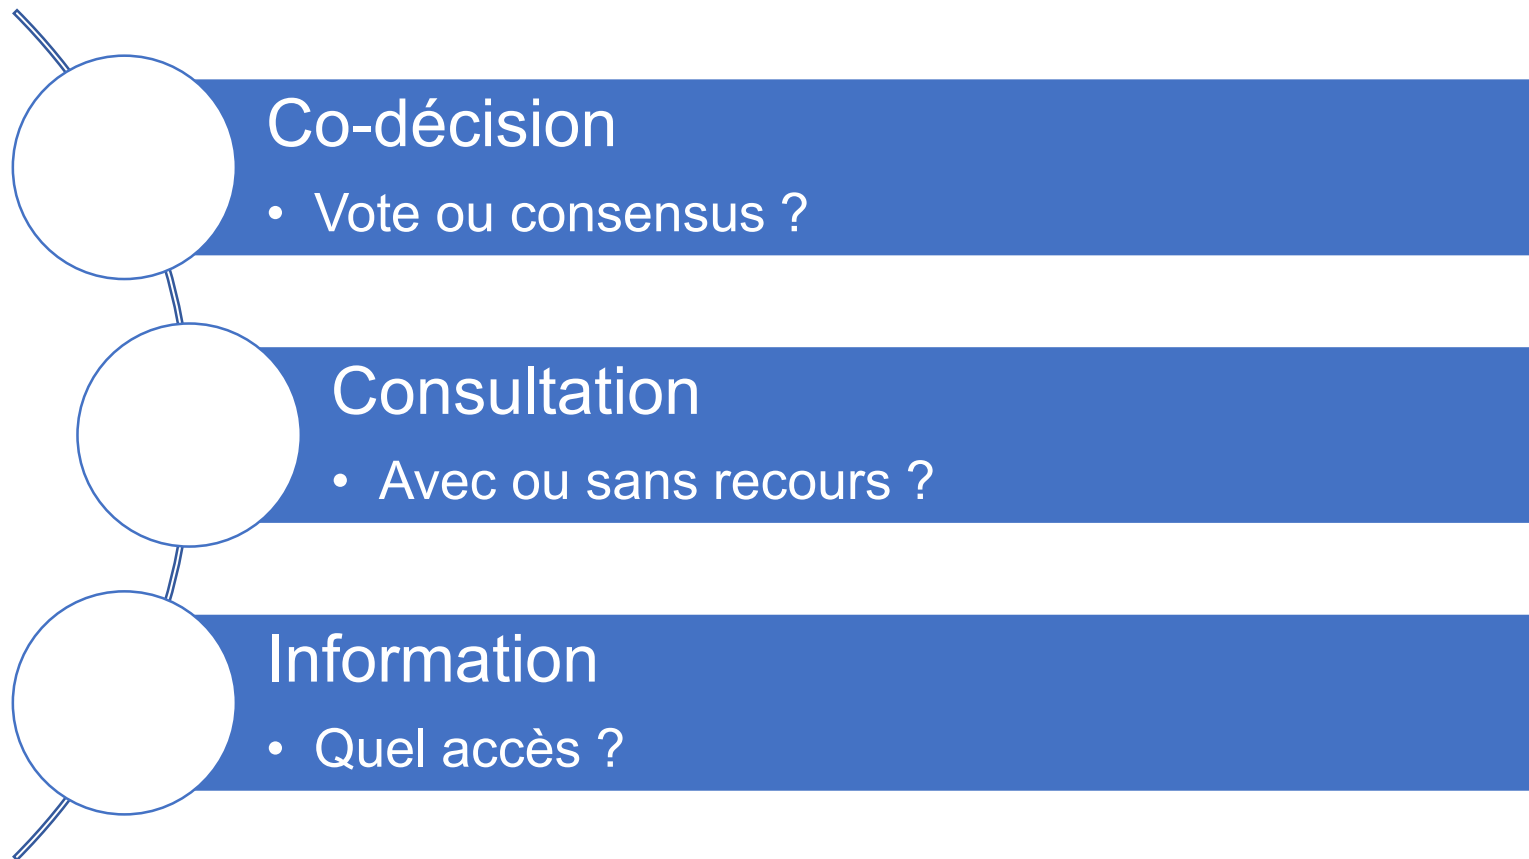 Co-décision
• Vote ou consensus ?
Consultation
• Avec ou sans recours ?
Information
• Quel accès ?